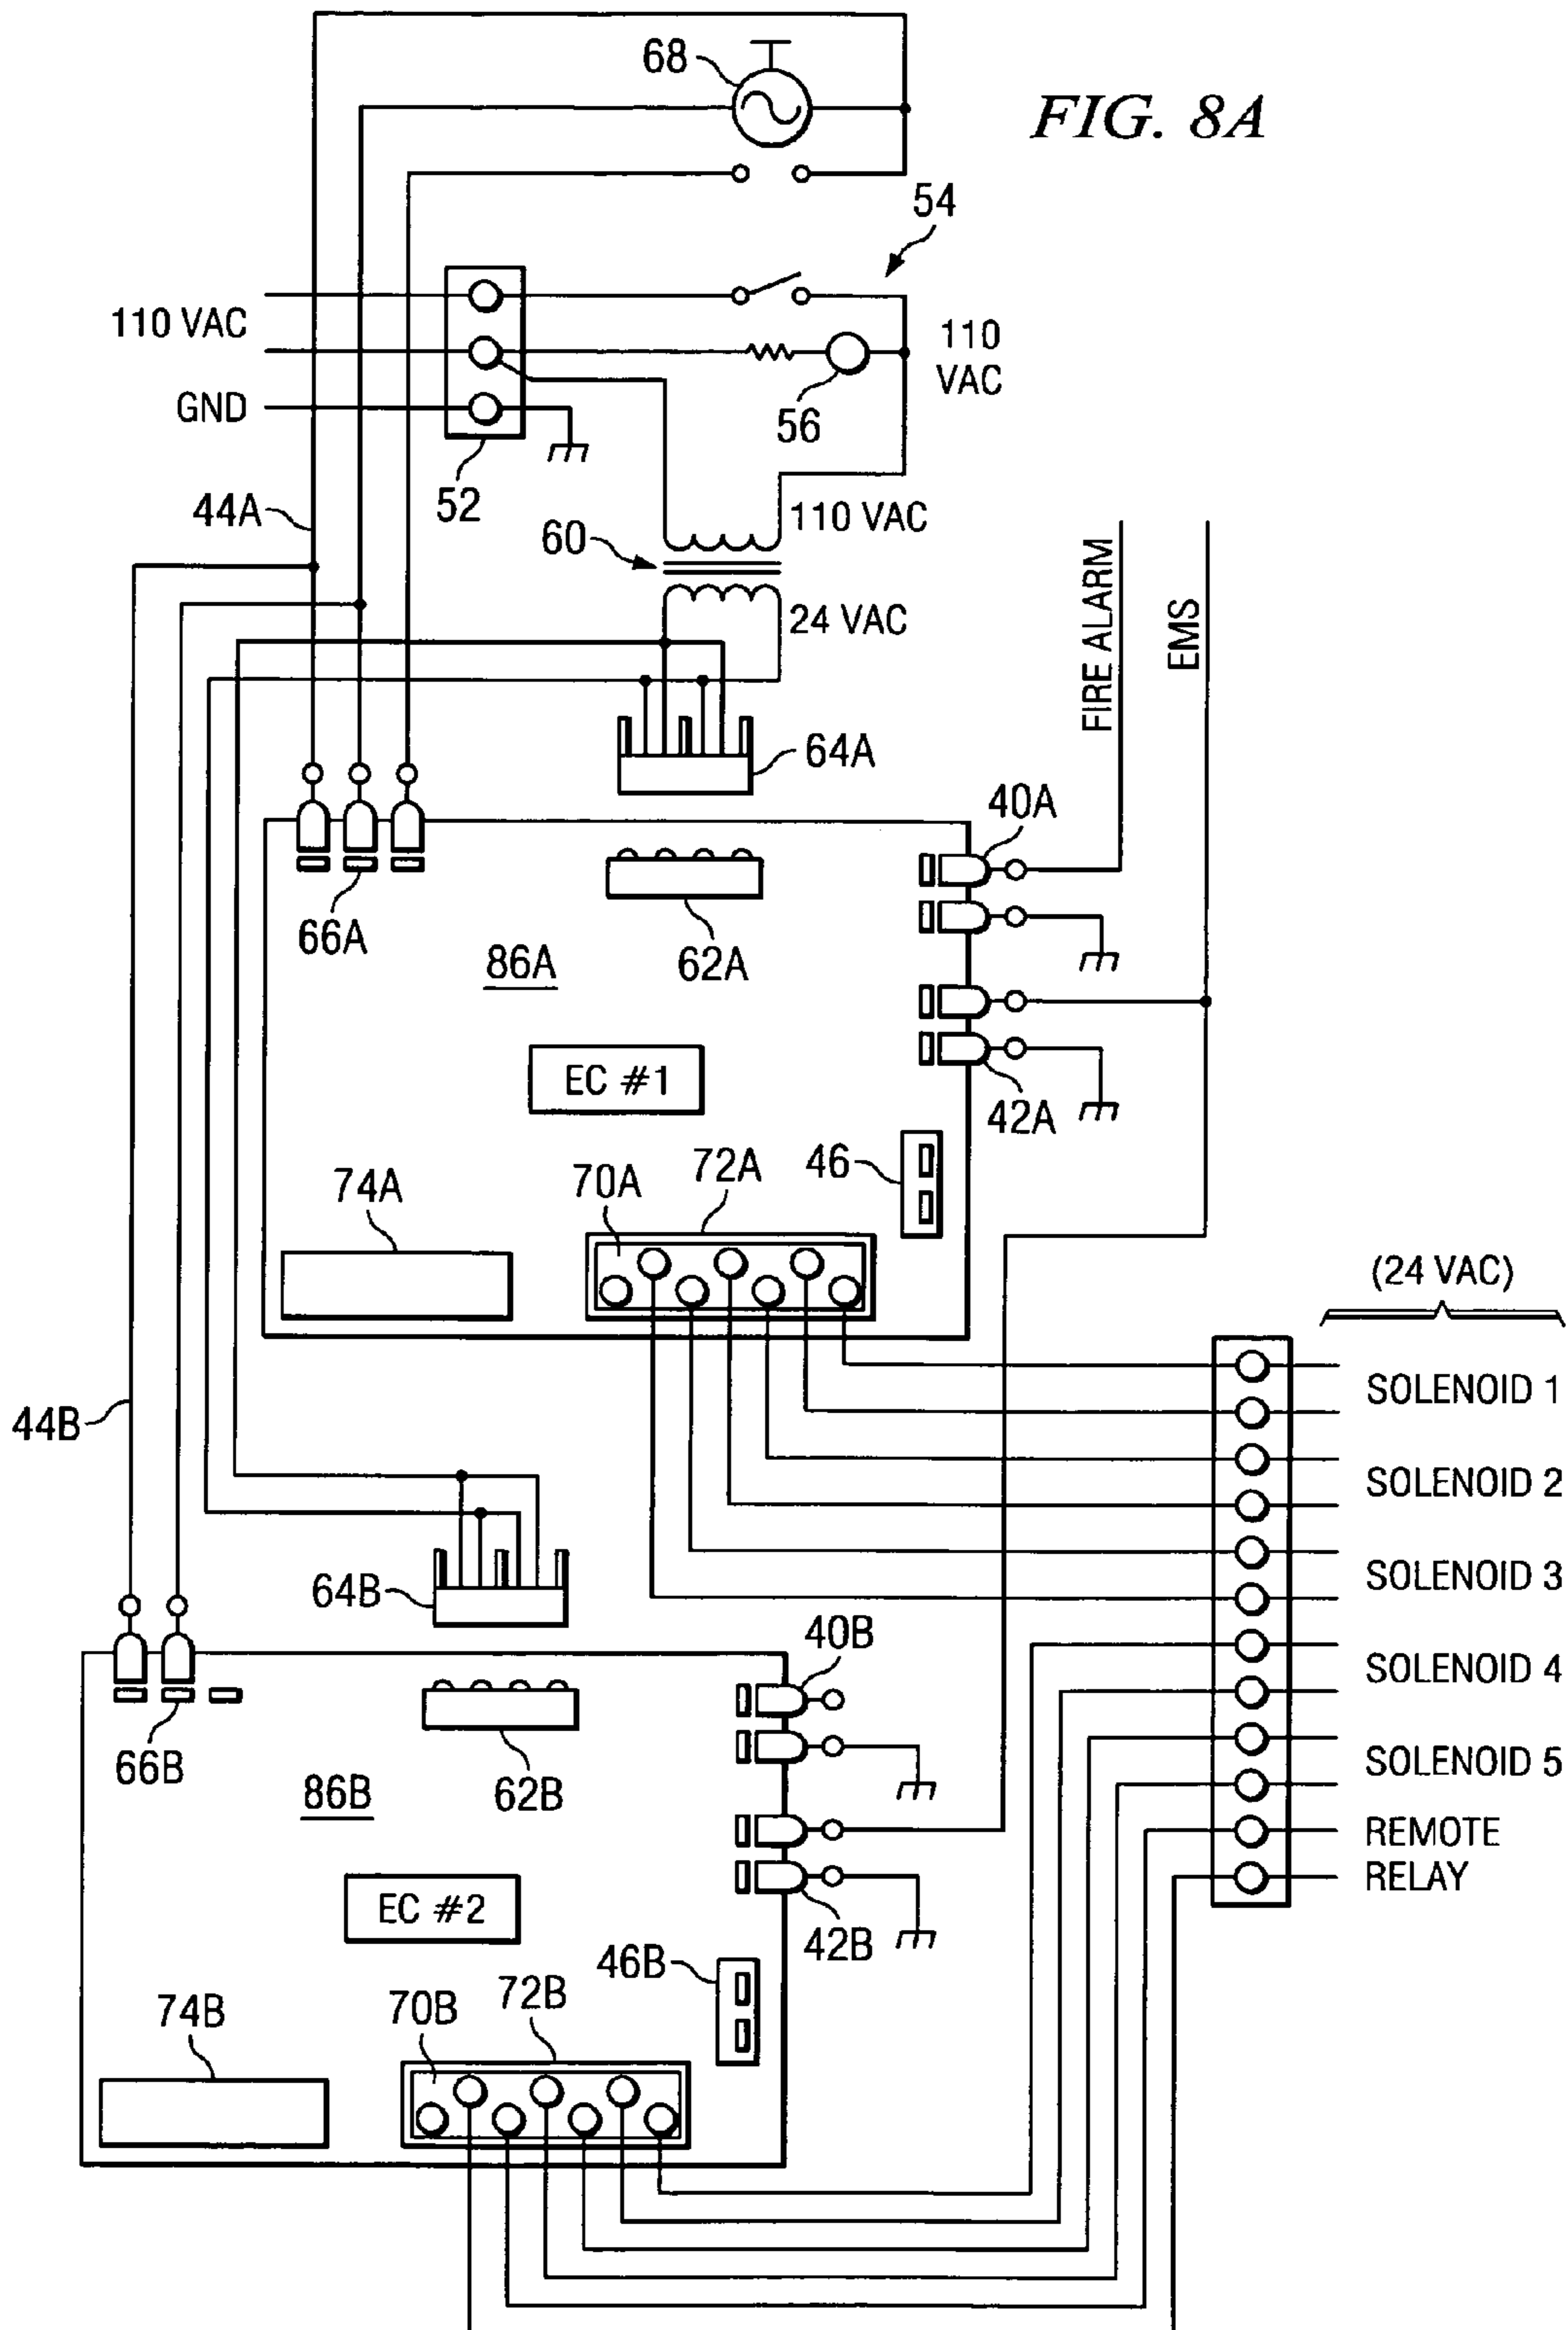 FIG. 8A
68
54
110 VAC
110
VAC
56
GND
52
44A
110 VAC
60
24 VAC
FIRE ALARM
EMS
64A
40A
66A
62A
86A
EC #1
42A
46
72A
70A
74A
(24 VAC)
SOLENOID 1
44B
SOLENOID 2
SOLENOID 3
64B
40B
SOLENOID 4
66B
62B
SOLENOID 5
86B
REMOTE
RELAY
EC #2
42B
46B
72B
70B
74B